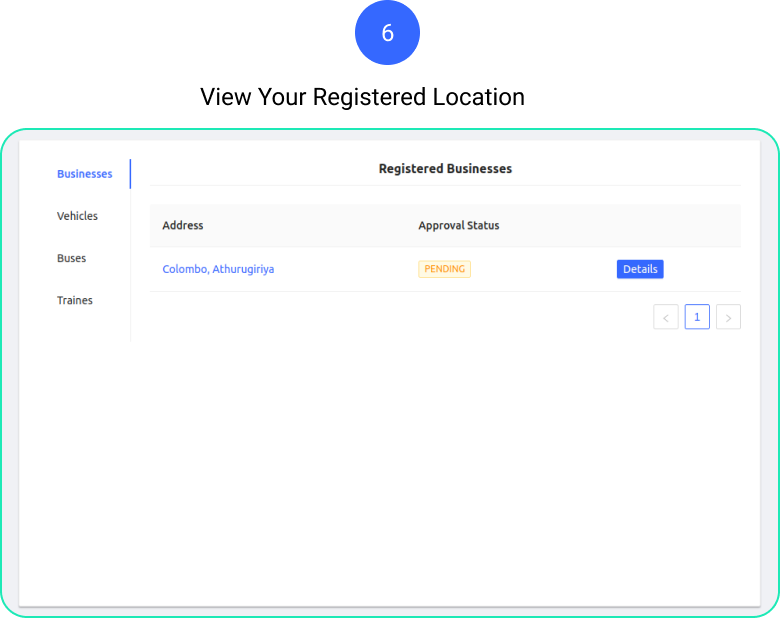 6
View Your Registered Location
Businesses
Vehicles
Buses
Traines
Registered Businesses
Address Approval Status
Colombo, Athurugiriya PENDING Details
< 1 >